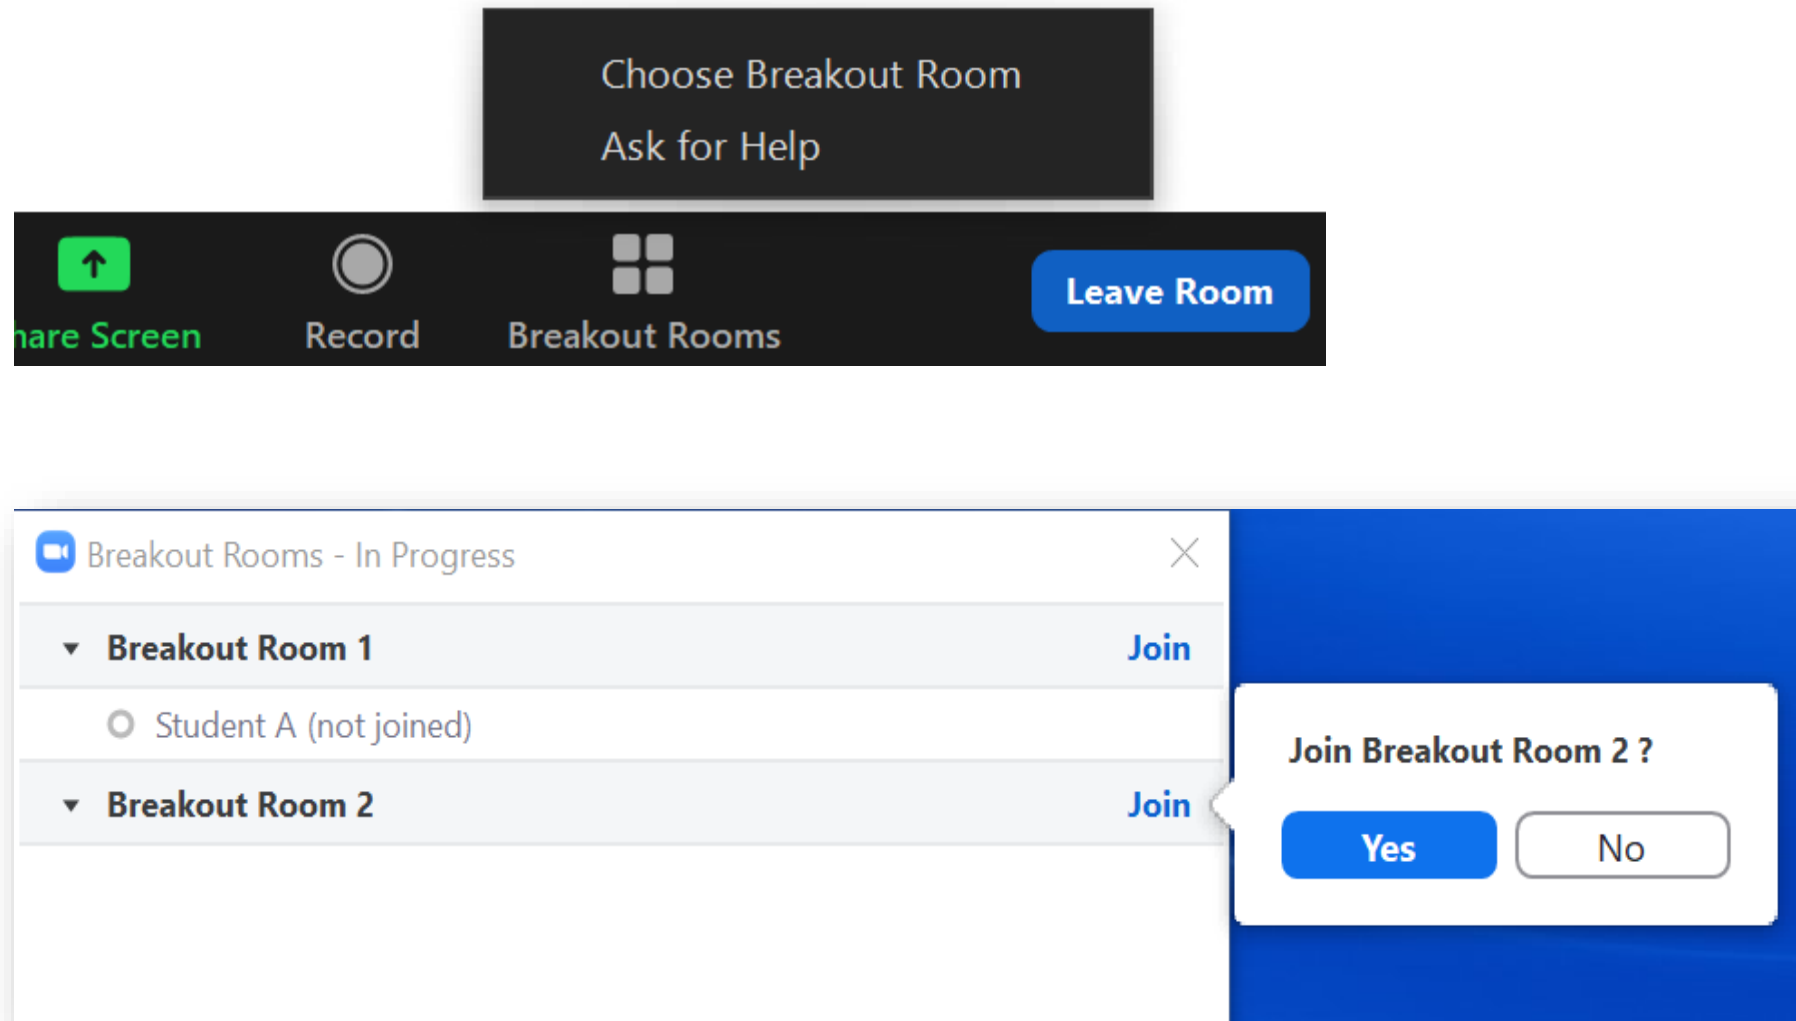 Choose Breakout Room
Ask for Help
hare Screen
Record
Breakout Rooms
Leave Room
Breakout Rooms - In Progress
Breakout Room 1
Join
Student A (not joined)
Breakout Room 2
Join
Join Breakout Room 2 ?
Yes
No